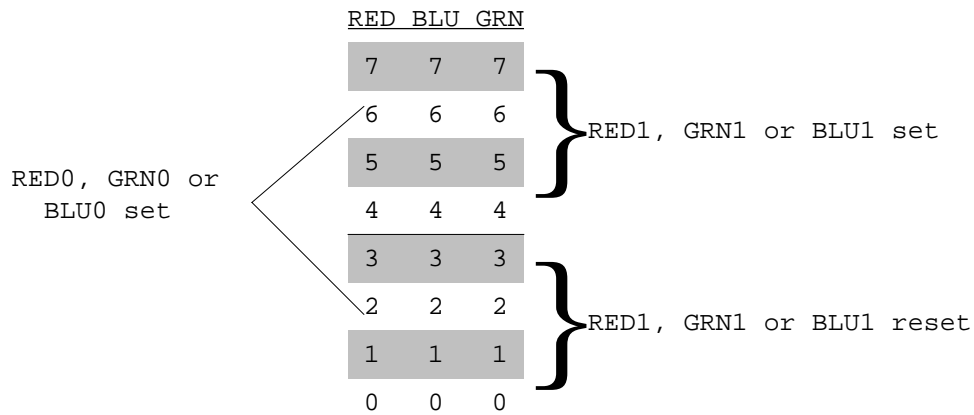 RED BLU GRN
7 7 7
6 6 6
5 5 5
4 4 4
3 3 3
2 2 2
1 1 1
0 0 0
RED1, GRN1 or BLU1 set
RED0, GRN0 or
BLU0 set
RED1, GRN1 or BLU1 reset